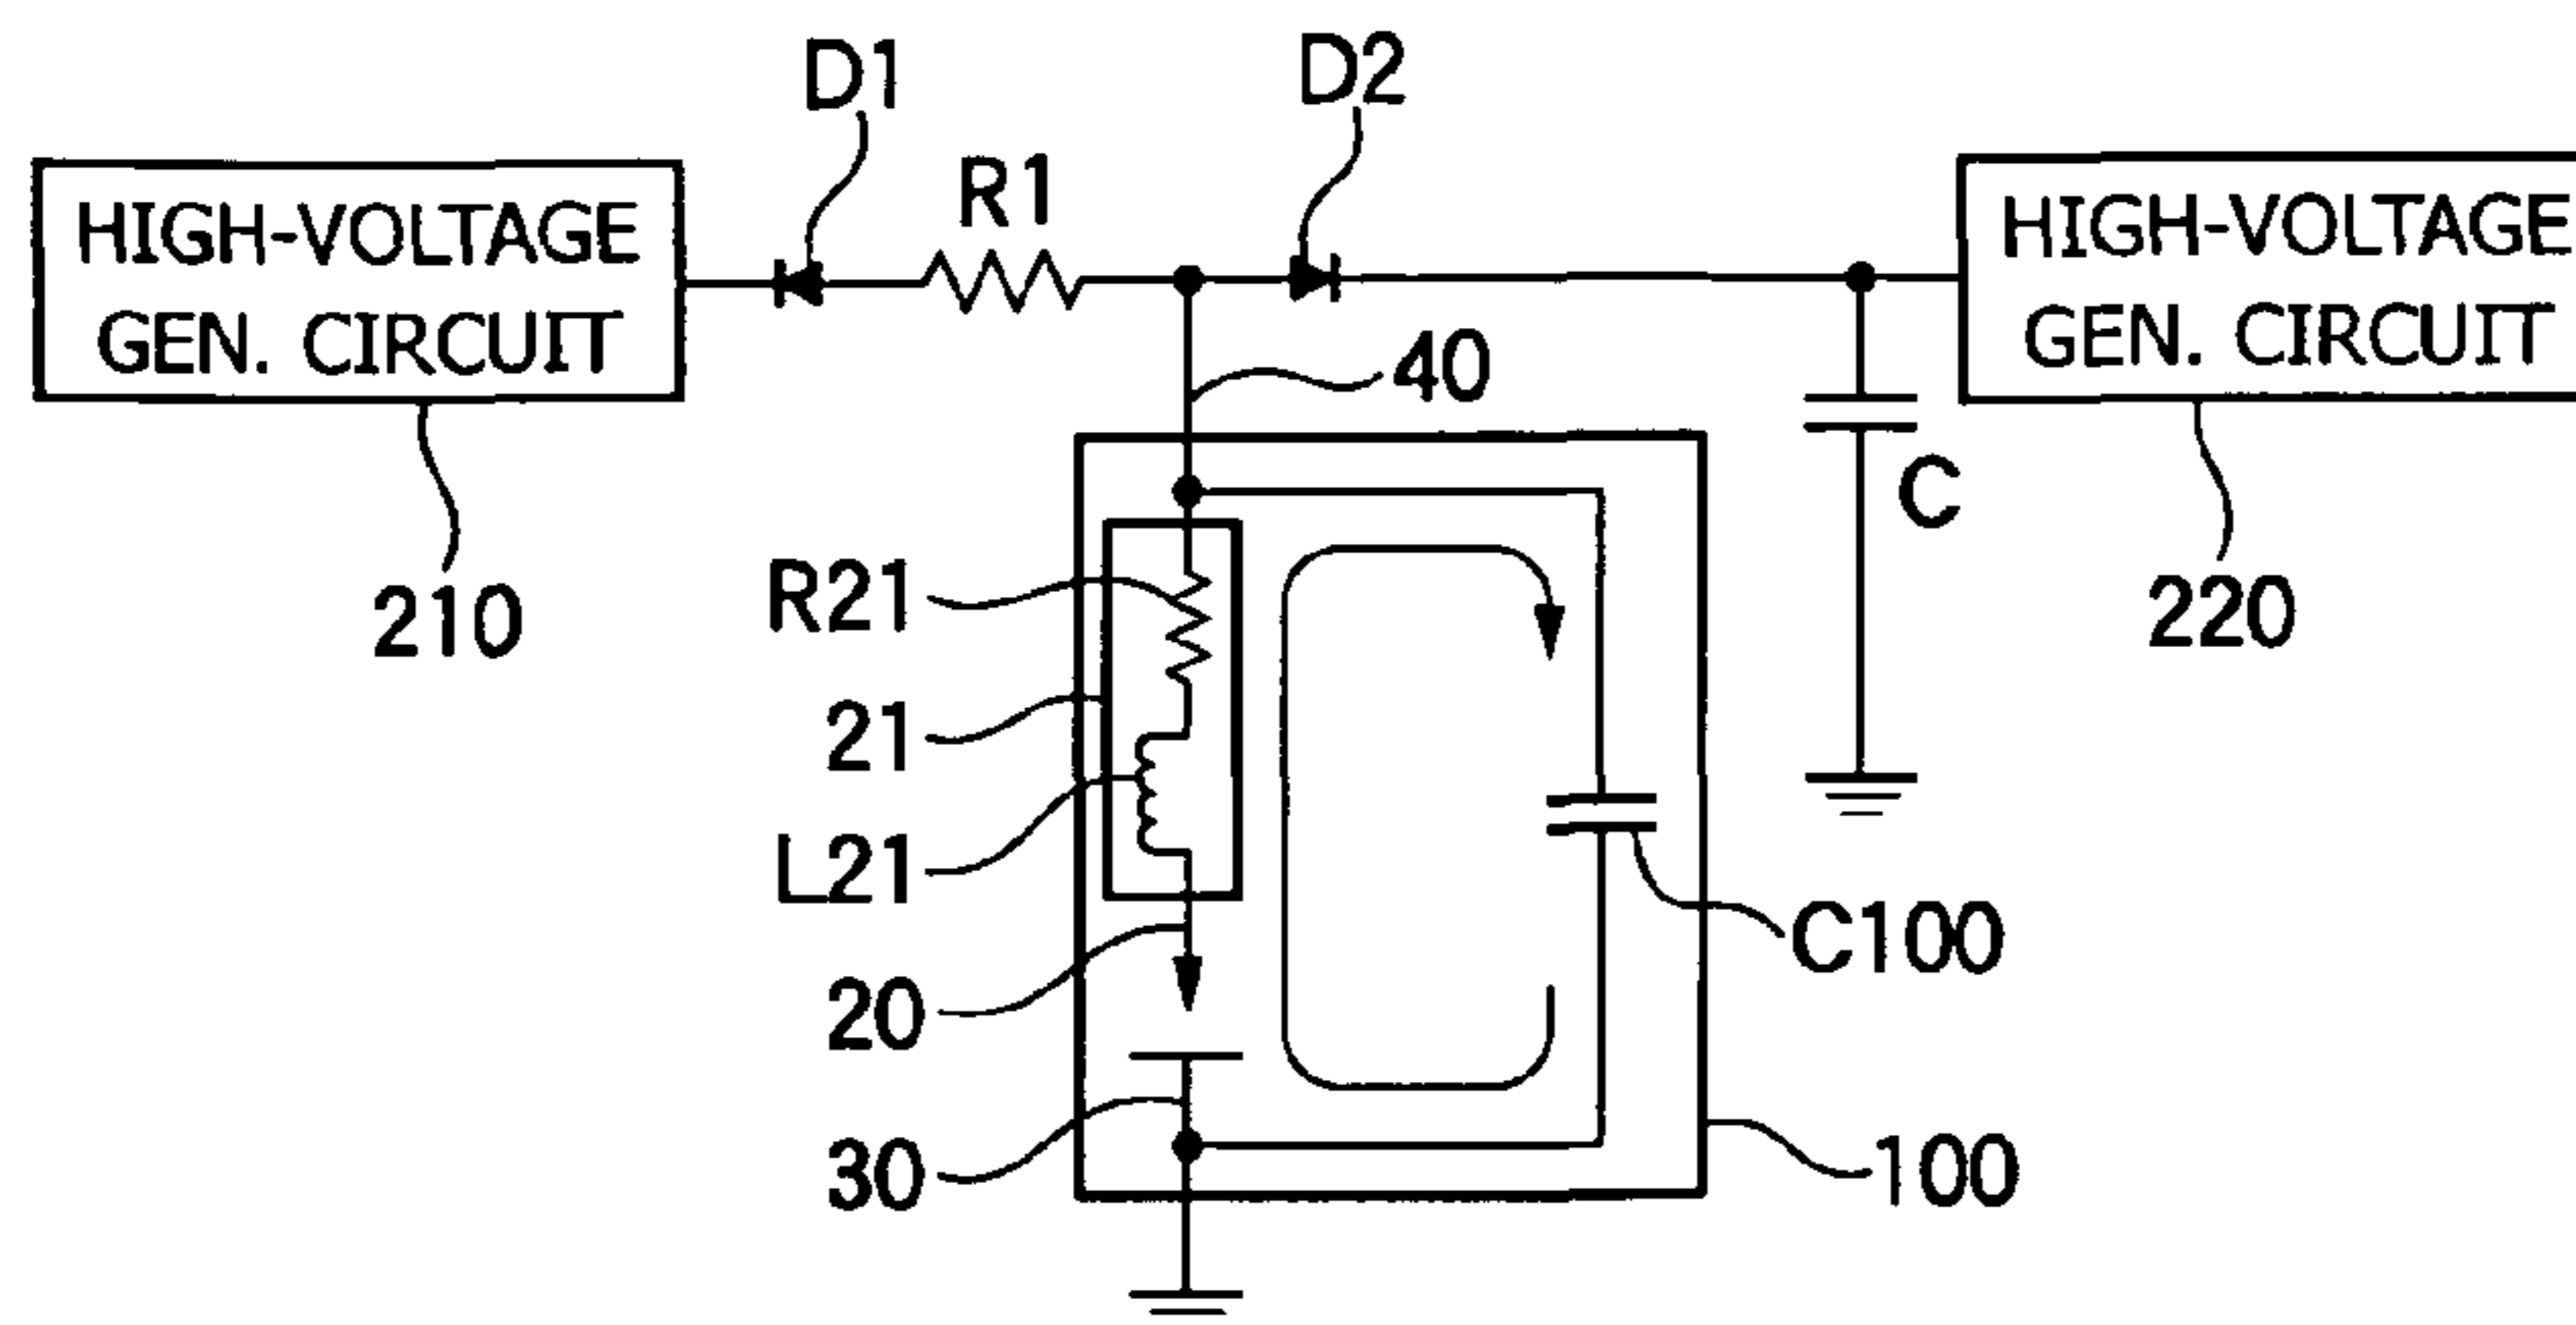 D1
D2
R1
HIGH-VOLTAGE
GEN. CIRCUIT
HIGH-VOLTAGE
GEN. CIRCUIT
40
C
210
R21
220
21
L21
C100
20
30
100